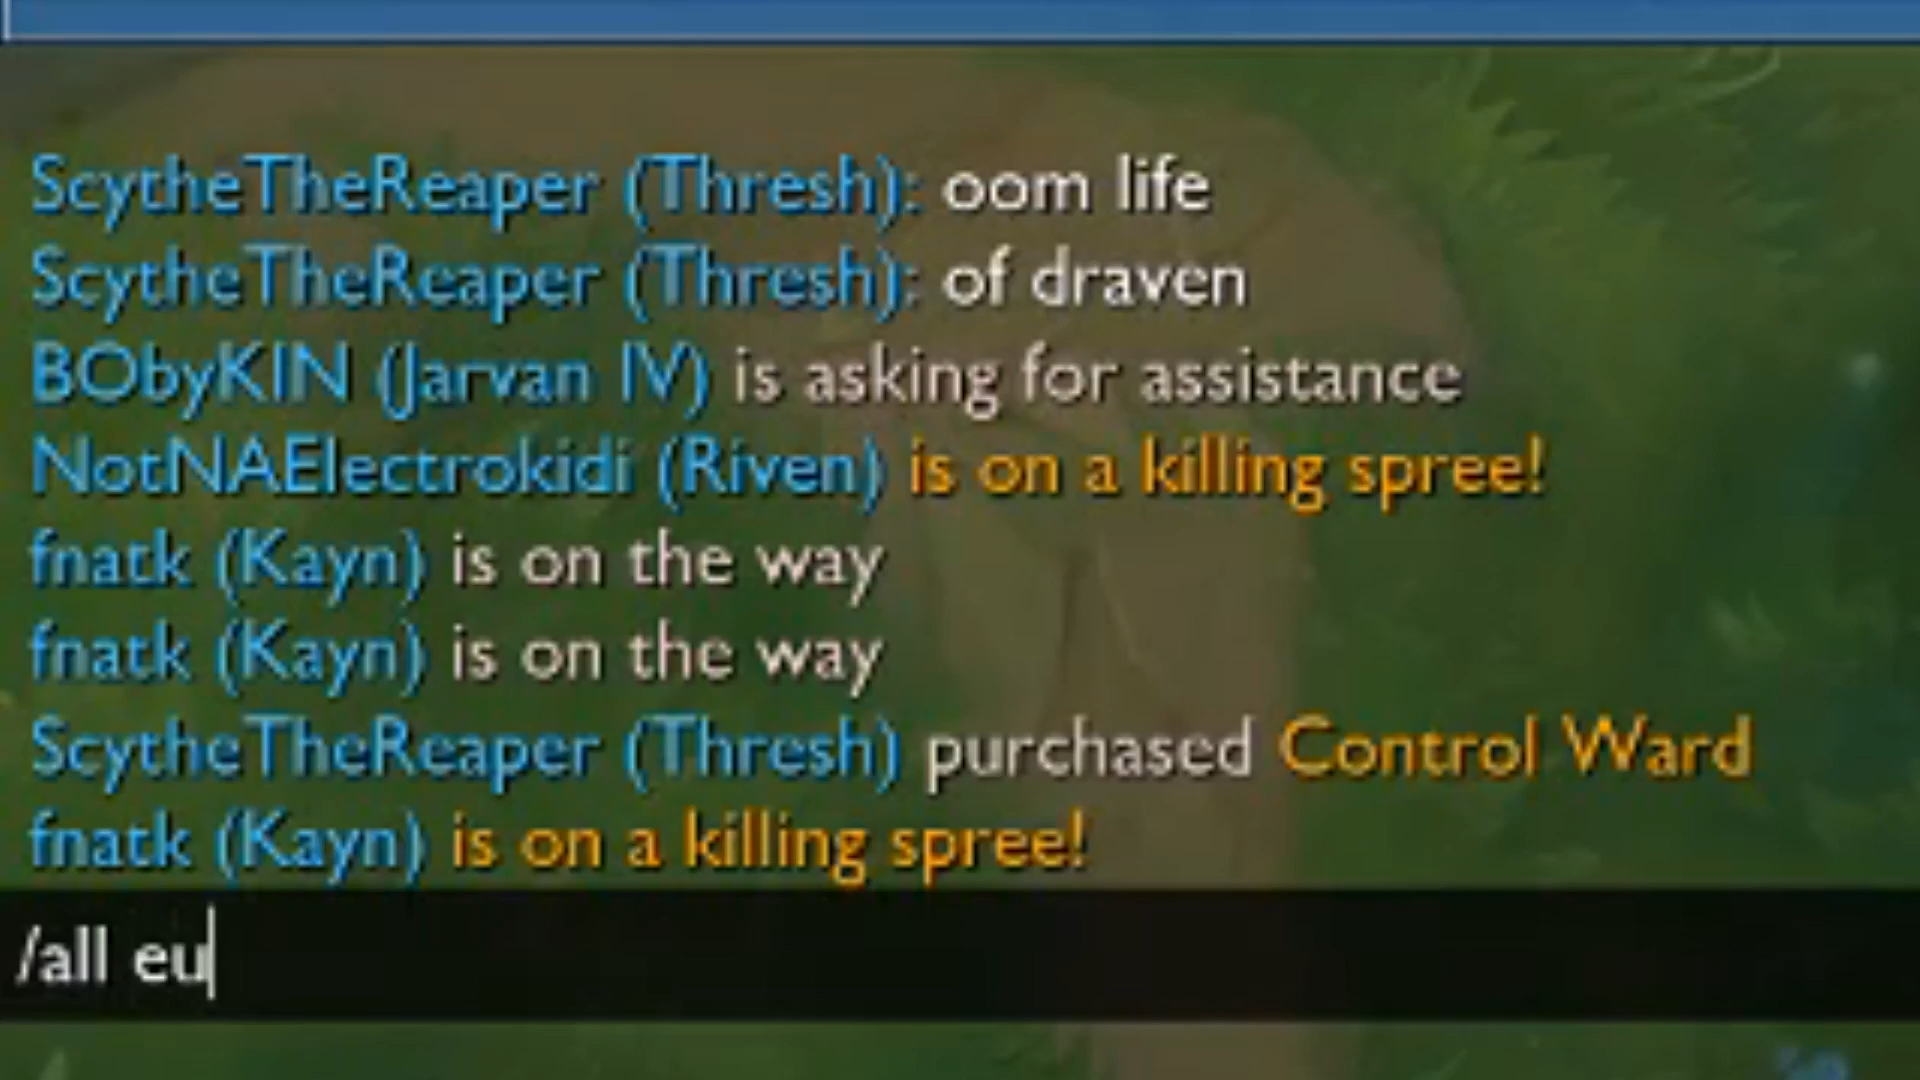 ScytheTheReaper (Thresh): oom life
ScytheTheReaper (Thresh): of draven
BObyKIN (Jarvan IV) is asking for assistance
NotNAElectrokidi (Riven) is on a killing spree!
fnatk (Kayn) is on the way
fnatk (Kayn) is on the way
ScytheTheReaper (Thresh) purchased Control Ward
fnatk (Kayn) is on a killing spree!
/all eu